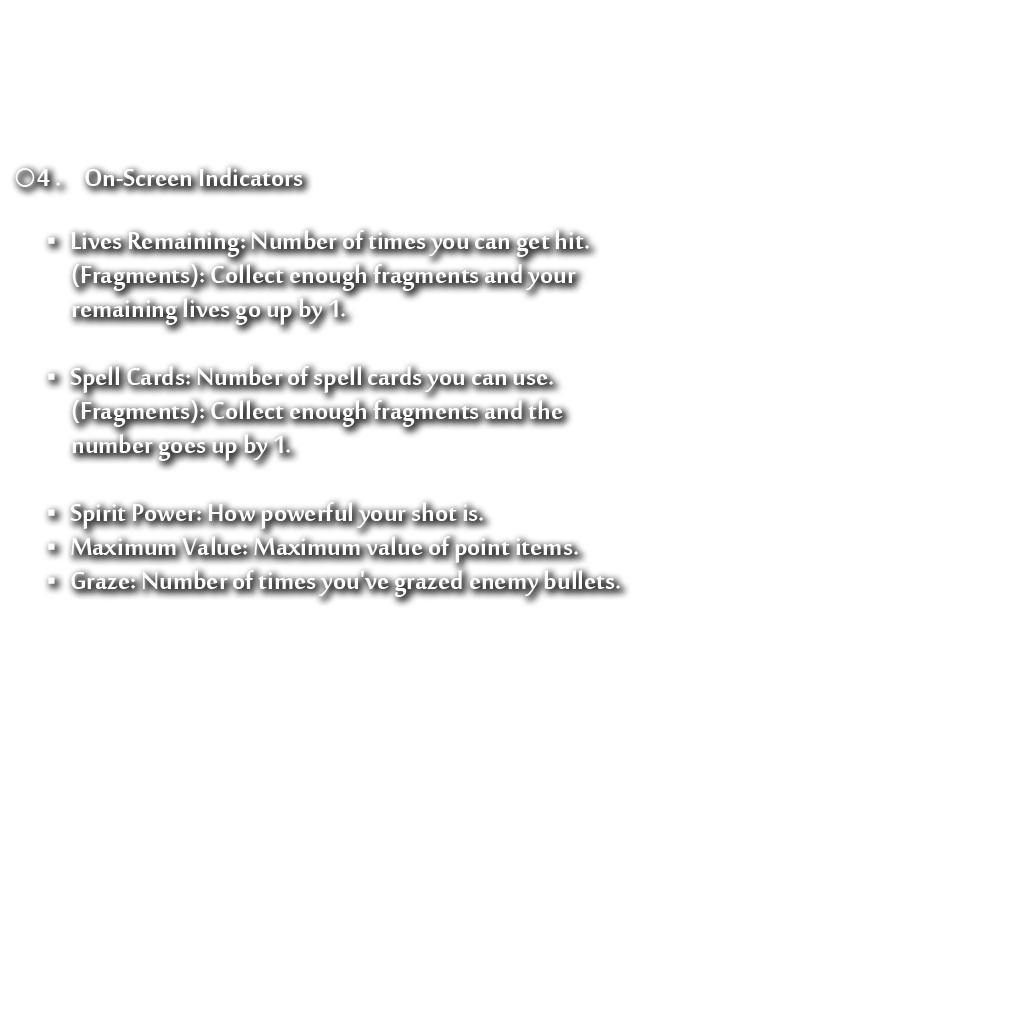 ○4． On-Screen Indicators
▪ Lives Remaining: Number of times you can get hit.
(Fragments): Collect enough fragments and your
remaining lives go up by 1.
▪ Spell Cards: Number of spell cards you can use.
(Fragments): Collect enough fragments and the
number goes up by 1.
▪ Spirit Power: How powerful your shot is.
▪ Maximum Value: Maximum value of point items.
▪ Graze: Number of times you've grazed enemy bullets.